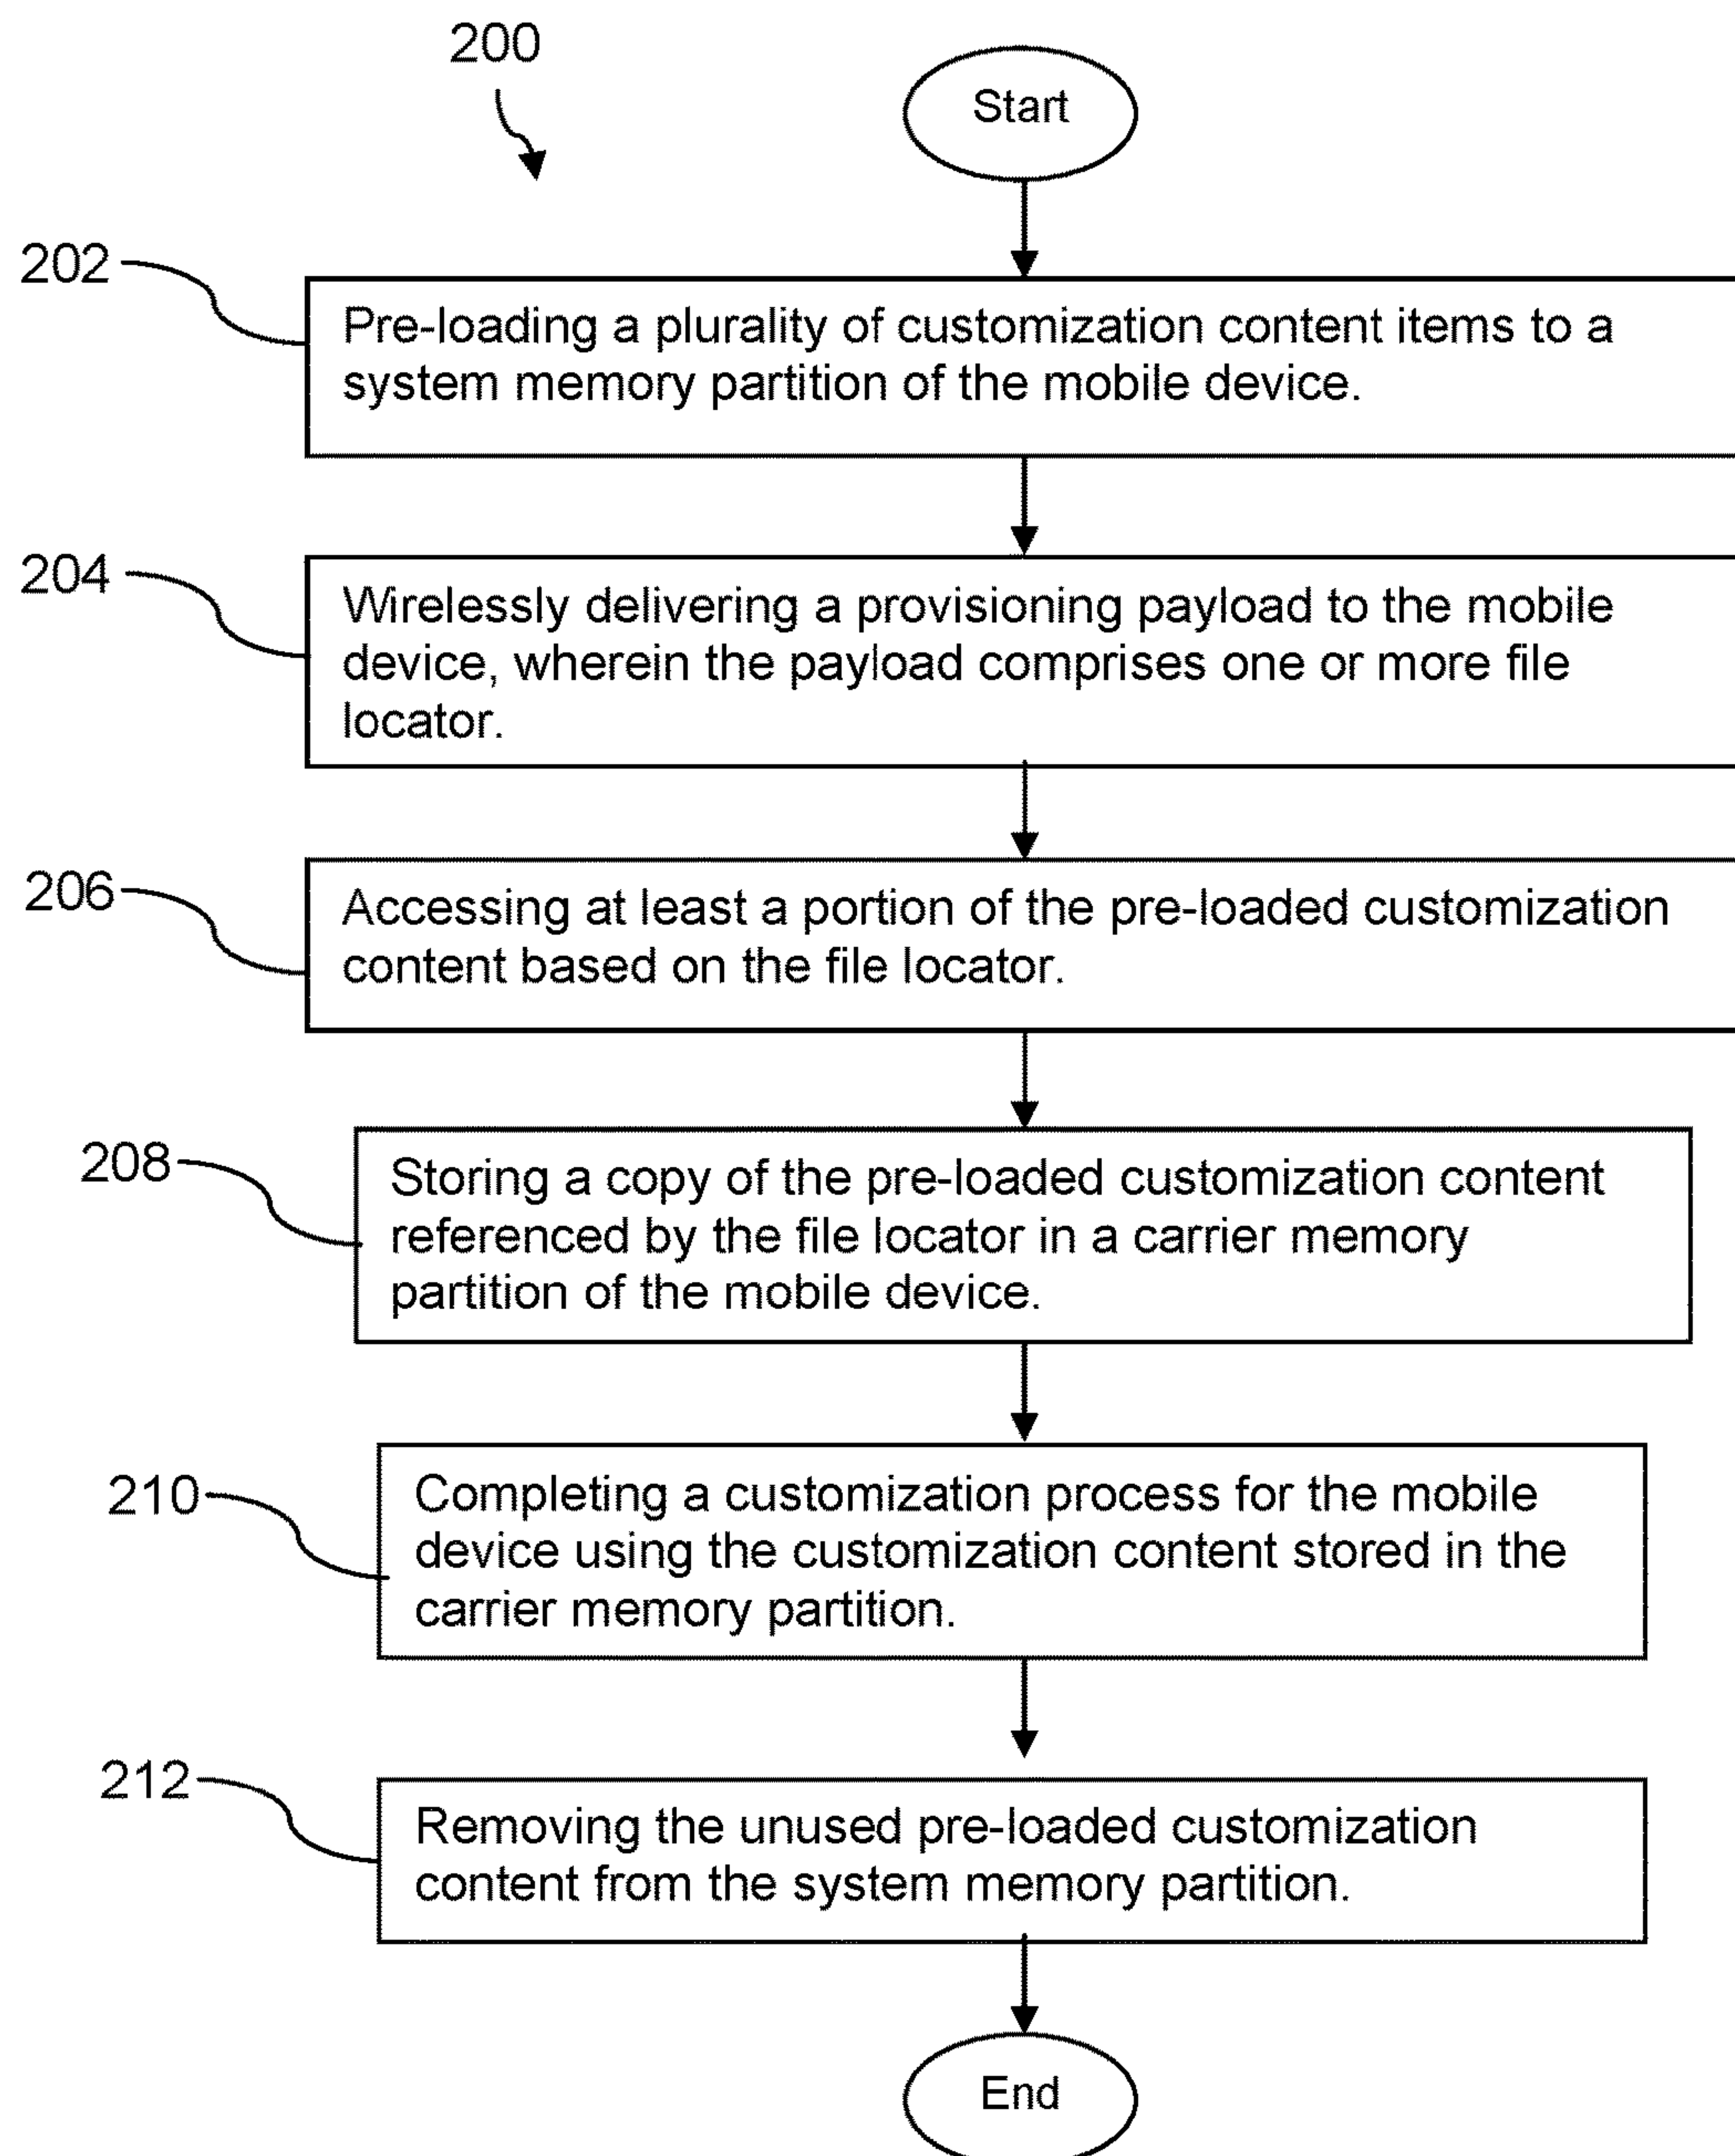 200
Start
202
Pre-loading a plurality of customization content items to a
system memory partition of the mobile device.
204
Wirelessly delivering a provisioning payload to the mobile
device, wherein the payload comprises one or more file
locator.
206
Accessing at least a portion of the pre-loaded customization
content based on the file locator.
208
Storing a copy of the pre-loaded customization content
referenced by the file locator in a carrier memory
partition of the mobile device.
210
Completing a customization process for the mobile
device using the customization content stored in the
carrier memory partition.
212
Removing the unused pre-loaded customization
content from the system memory partition.
End